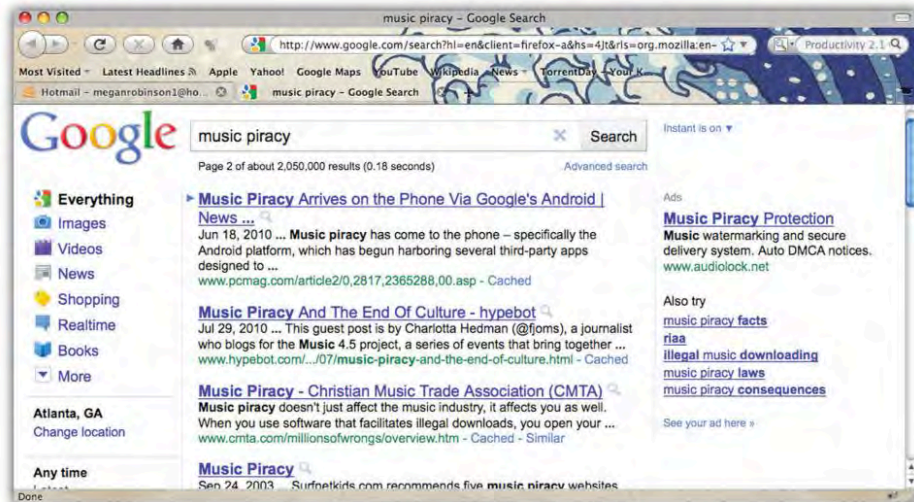 music piracy – Google Search
http://www.google.com/search?hl=en&client=firefox-a&hs=4Jt&rls=org.mozilla:en-
Productivity 2.1
Most Visited Latest Headlines Apple Yahoo! Google Maps YouTube Wikipedia News TorrentDay – Your K...
Hotmail – meganrobinson1@ho... music piracy – Google Search
Google
music piracy
Search
Instant is on
Page 2 of about 2,050,000 results (0.18 seconds)
Advanced search
Everything
Images
Videos
News
Shopping
Realtime
Books
More
Atlanta, GA
Change location
Any time
Music Piracy Arrives on the Phone Via Google's Android |
News ...
Jun 18, 2010 ... Music piracy has come to the phone – specifically the
Android platform, which has begun harboring several third-party apps
designed to ...
www.pcmag.com/article2/0,2817,2365288,00.asp - Cached
Music Piracy And The End Of Culture - hypebot
Jul 29, 2010 ... This guest post is by Charlotta Hedman (@fjoms), a journalist
who blogs for the Music 4.5 project, a series of events that bring together ...
www.hypebot.com/.../07/music-piracy-and-the-end-of-culture.html - Cached
Music Piracy - Christian Music Trade Association (CMTA)
Music piracy doesn't just affect the music industry, it affects you as well.
When you use software that facilitates illegal downloads, you open your ...
www.cmta.com/millionsofwrongs/overview.htm - Cached - Similar
Music Piracy
Sep 24, 2003 ... Surfnetkids.com recommends five music piracy websites
Ads
Music Piracy Protection
Music watermarking and secure
delivery system. Auto DMCA notices.
www.audiolock.net
Also try
music piracy facts
riaa
illegal music downloading
music piracy laws
music piracy consequences
See your ad here »
Done